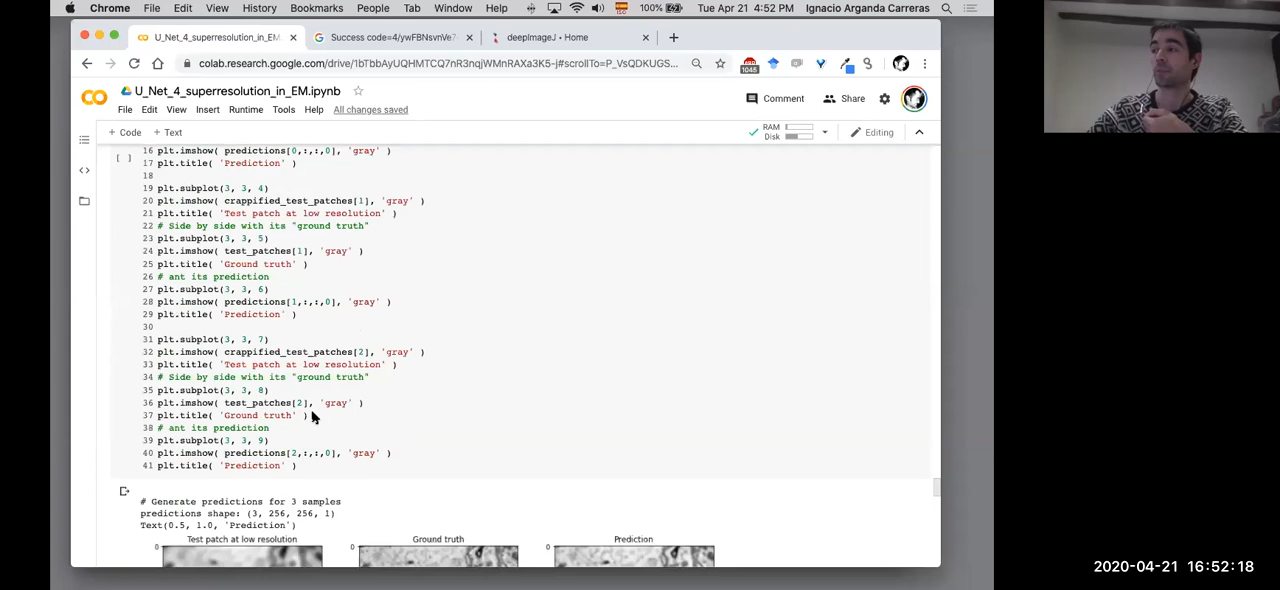 Chrome File Edit View History Bookmarks People Tab Window Help 100% Tue Apr 21 4:52 PM Ignacio Arganda Carreras
U_Net_4_superresolution_in_EM. Success code=4/ywFBNsvnVe7 deepImageJ • Home
colab.research.google.com/drive/1bTbbAyUQHMTCQ7nR3nqjWMnRAXa3K5-j#scrollTo=P_VsQDKUGS... 1045
U_Net_4_superresolution_in_EM.ipynb
File Edit View Insert Runtime Tools Help All changes saved
Comment Share
+ Code + Text RAM Disk Editing
[ ] 16 plt.imshow( predictions[0,:,:,0], 'gray' )
17 plt.title( 'Prediction' )
18
19 plt.subplot(3, 3, 4)
20 plt.imshow( crappified_test_patches[1], 'gray' )
21 plt.title( 'Test patch at low resolution' )
22 # Side by side with its "ground truth"
23 plt.subplot(3, 3, 5)
24 plt.imshow( test_patches[1], 'gray' )
25 plt.title( 'Ground truth' )
26 # ant its prediction
27 plt.subplot(3, 3, 6)
28 plt.imshow( predictions[1,:,:,0], 'gray' )
29 plt.title( 'Prediction' )
30
31 plt.subplot(3, 3, 7)
32 plt.imshow( crappified_test_patches[2], 'gray' )
33 plt.title( 'Test patch at low resolution' )
34 # Side by side with its "ground truth"
35 plt.subplot(3, 3, 8)
36 plt.imshow( test_patches[2], 'gray' )
37 plt.title( 'Ground truth' )
38 # ant its prediction
39 plt.subplot(3, 3, 9)
40 plt.imshow( predictions[2,:,:,0], 'gray' )
41 plt.title( 'Prediction' )
# Generate predictions for 3 samples
predictions shape: (3, 256, 256, 1)
Text(0.5, 1.0, 'Prediction')
Test patch at low resolution Ground truth Prediction
0 0 0
2020-04-21 16:52:18